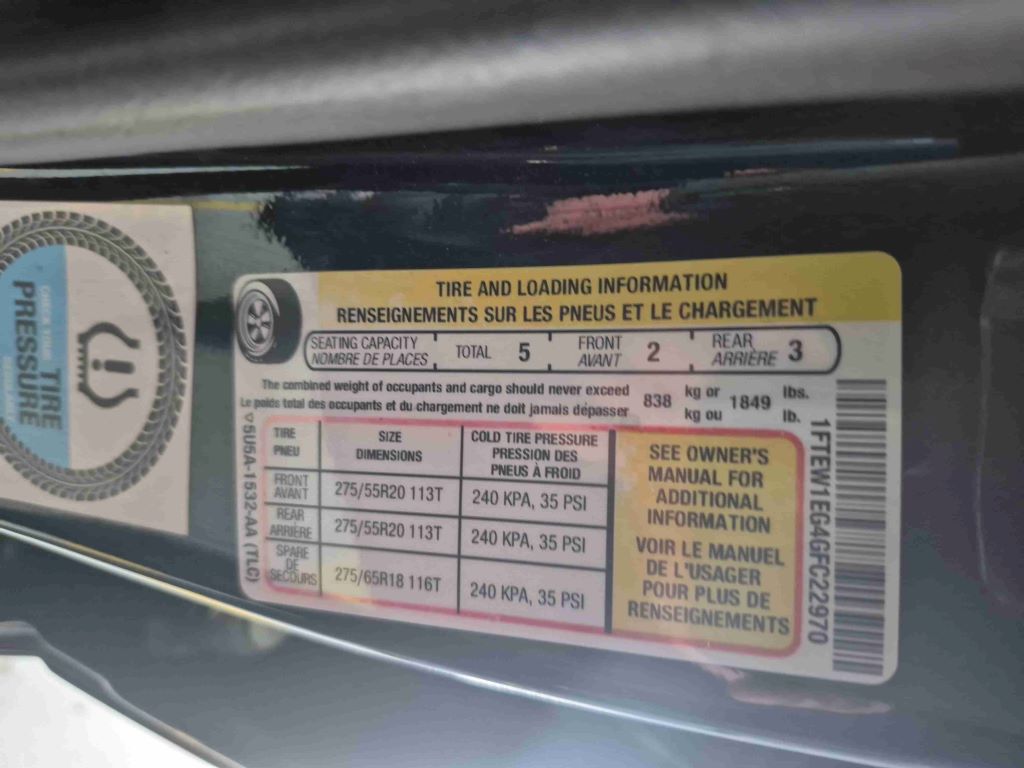 CHECK YOUR
TIRE
PRESSURE
TIRE AND LOADING INFORMATION
RENSEIGNEMENTS SUR LES PNEUS ET LE CHARGEMENT
SEATING CAPACITY
NOMBRE DE PLACES
TOTAL 5
FRONT
AVANT 2
REAR
ARRIÈRE 3
The combined weight of occupants and cargo should never exceed 838 kg or 1849 lbs.
Le poids total des occupants et du chargement ne doit jamais dépasser kg ou lb.
5U5A-1532-AA (TLC)
TIRE
PNEU
SIZE
DIMENSIONS
COLD TIRE PRESSURE
PRESSION DES
PNEUS À FROID
FRONT
AVANT
275/55R20 113T
240 KPA, 35 PSI
REAR
ARRIÈRE
275/55R20 113T
240 KPA, 35 PSI
SPARE
DE
SECOURS
275/65R18 116T
240 KPA, 35 PSI
SEE OWNER'S
MANUAL FOR
ADDITIONAL
INFORMATION
VOIR LE MANUEL
DE L'USAGER
POUR PLUS DE
RENSEIGNEMENTS
1FTEW1EG4GFC22970